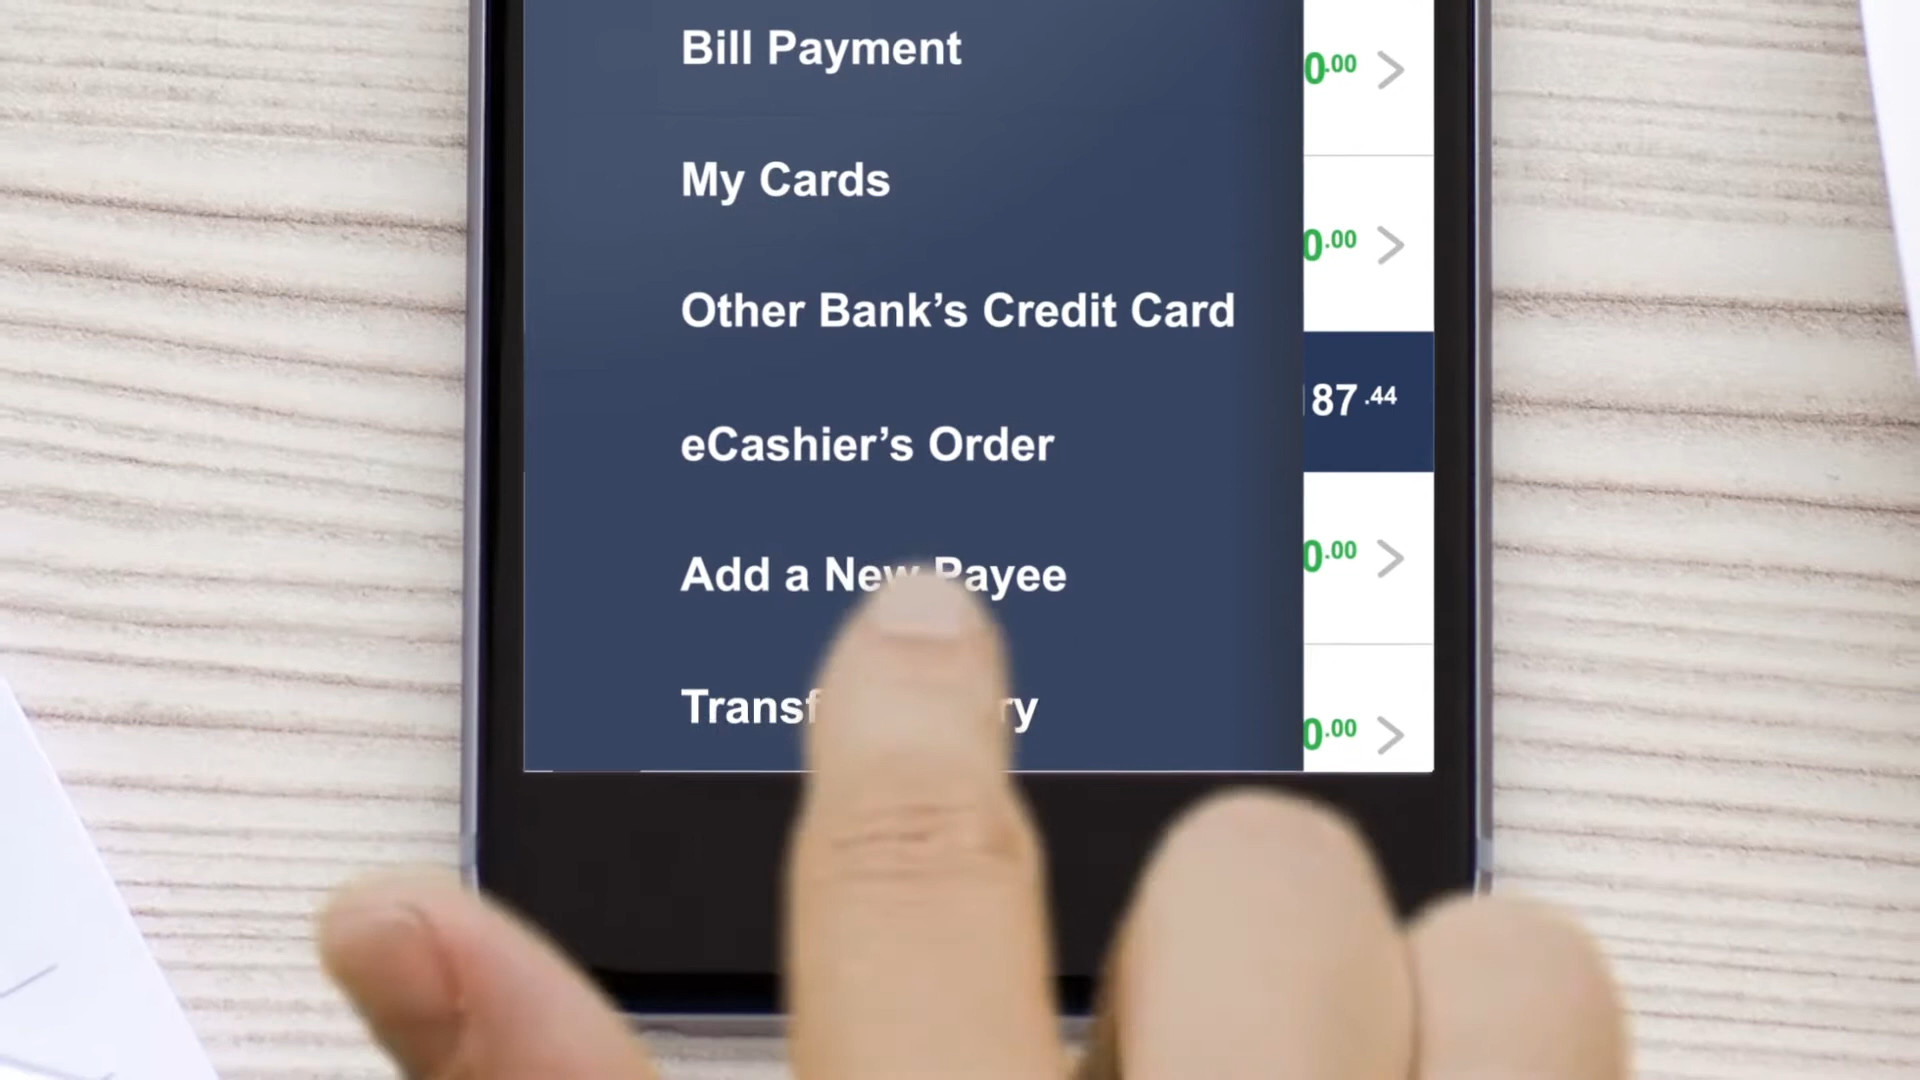 Bill Payment
0.00
My Cards
0.00
Other Bank’s Credit Card
87.44
eCashier’s Order
0.00
Add a New Payee
0.00